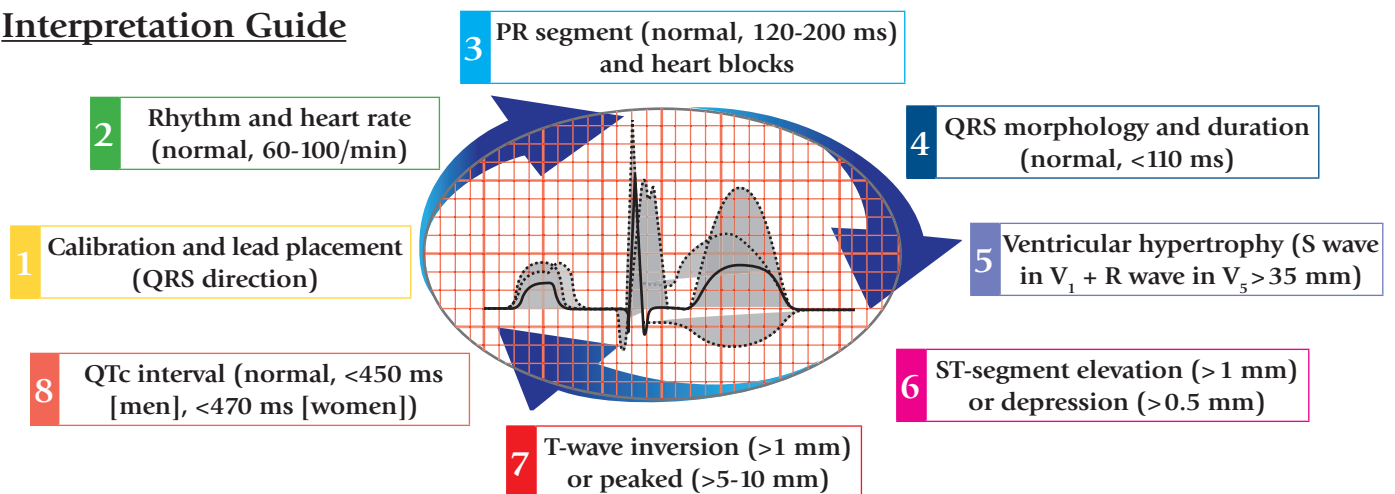 Interpretation Guide
1
Calibration and lead placement
(QRS direction)
2
Rhythm and heart rate
(normal, 60-100/min)
3
PR segment (normal, 120-200 ms)
and heart blocks
4
QRS morphology and duration
(normal, <110 ms)
5
Ventricular hypertrophy (S wave
in V₁ + R wave in V₅>35 mm)
6
ST-segment elevation (>1 mm)
or depression (>0.5 mm)
7
T-wave inversion (>1 mm)
or peaked (>5-10 mm)
8
QTc interval (normal, <450 ms
[men], <470 ms [women])